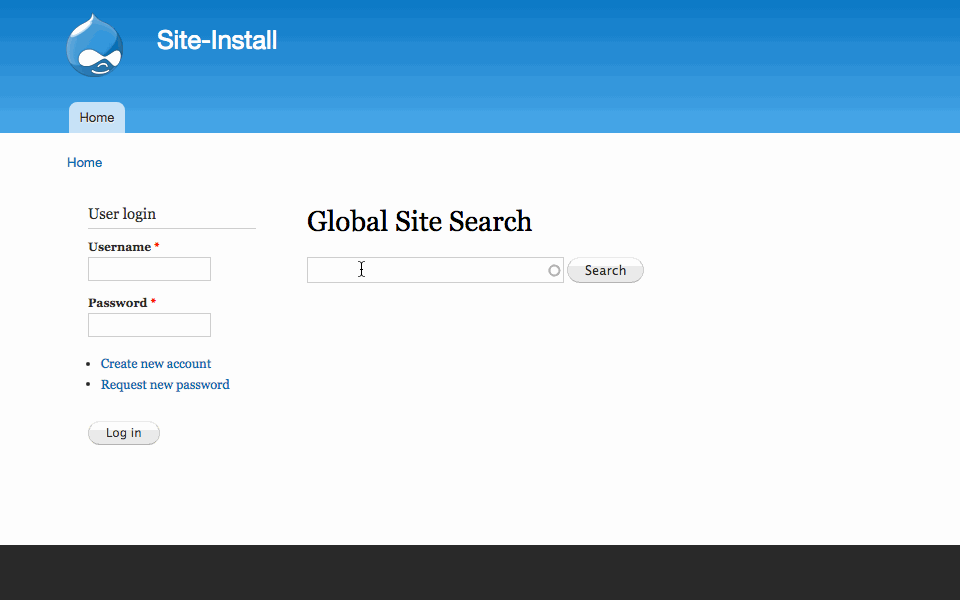 Site-Install
Home
Home
User login
Username *
Password *
Create new account
Request new password
Log in
Global Site Search
Search